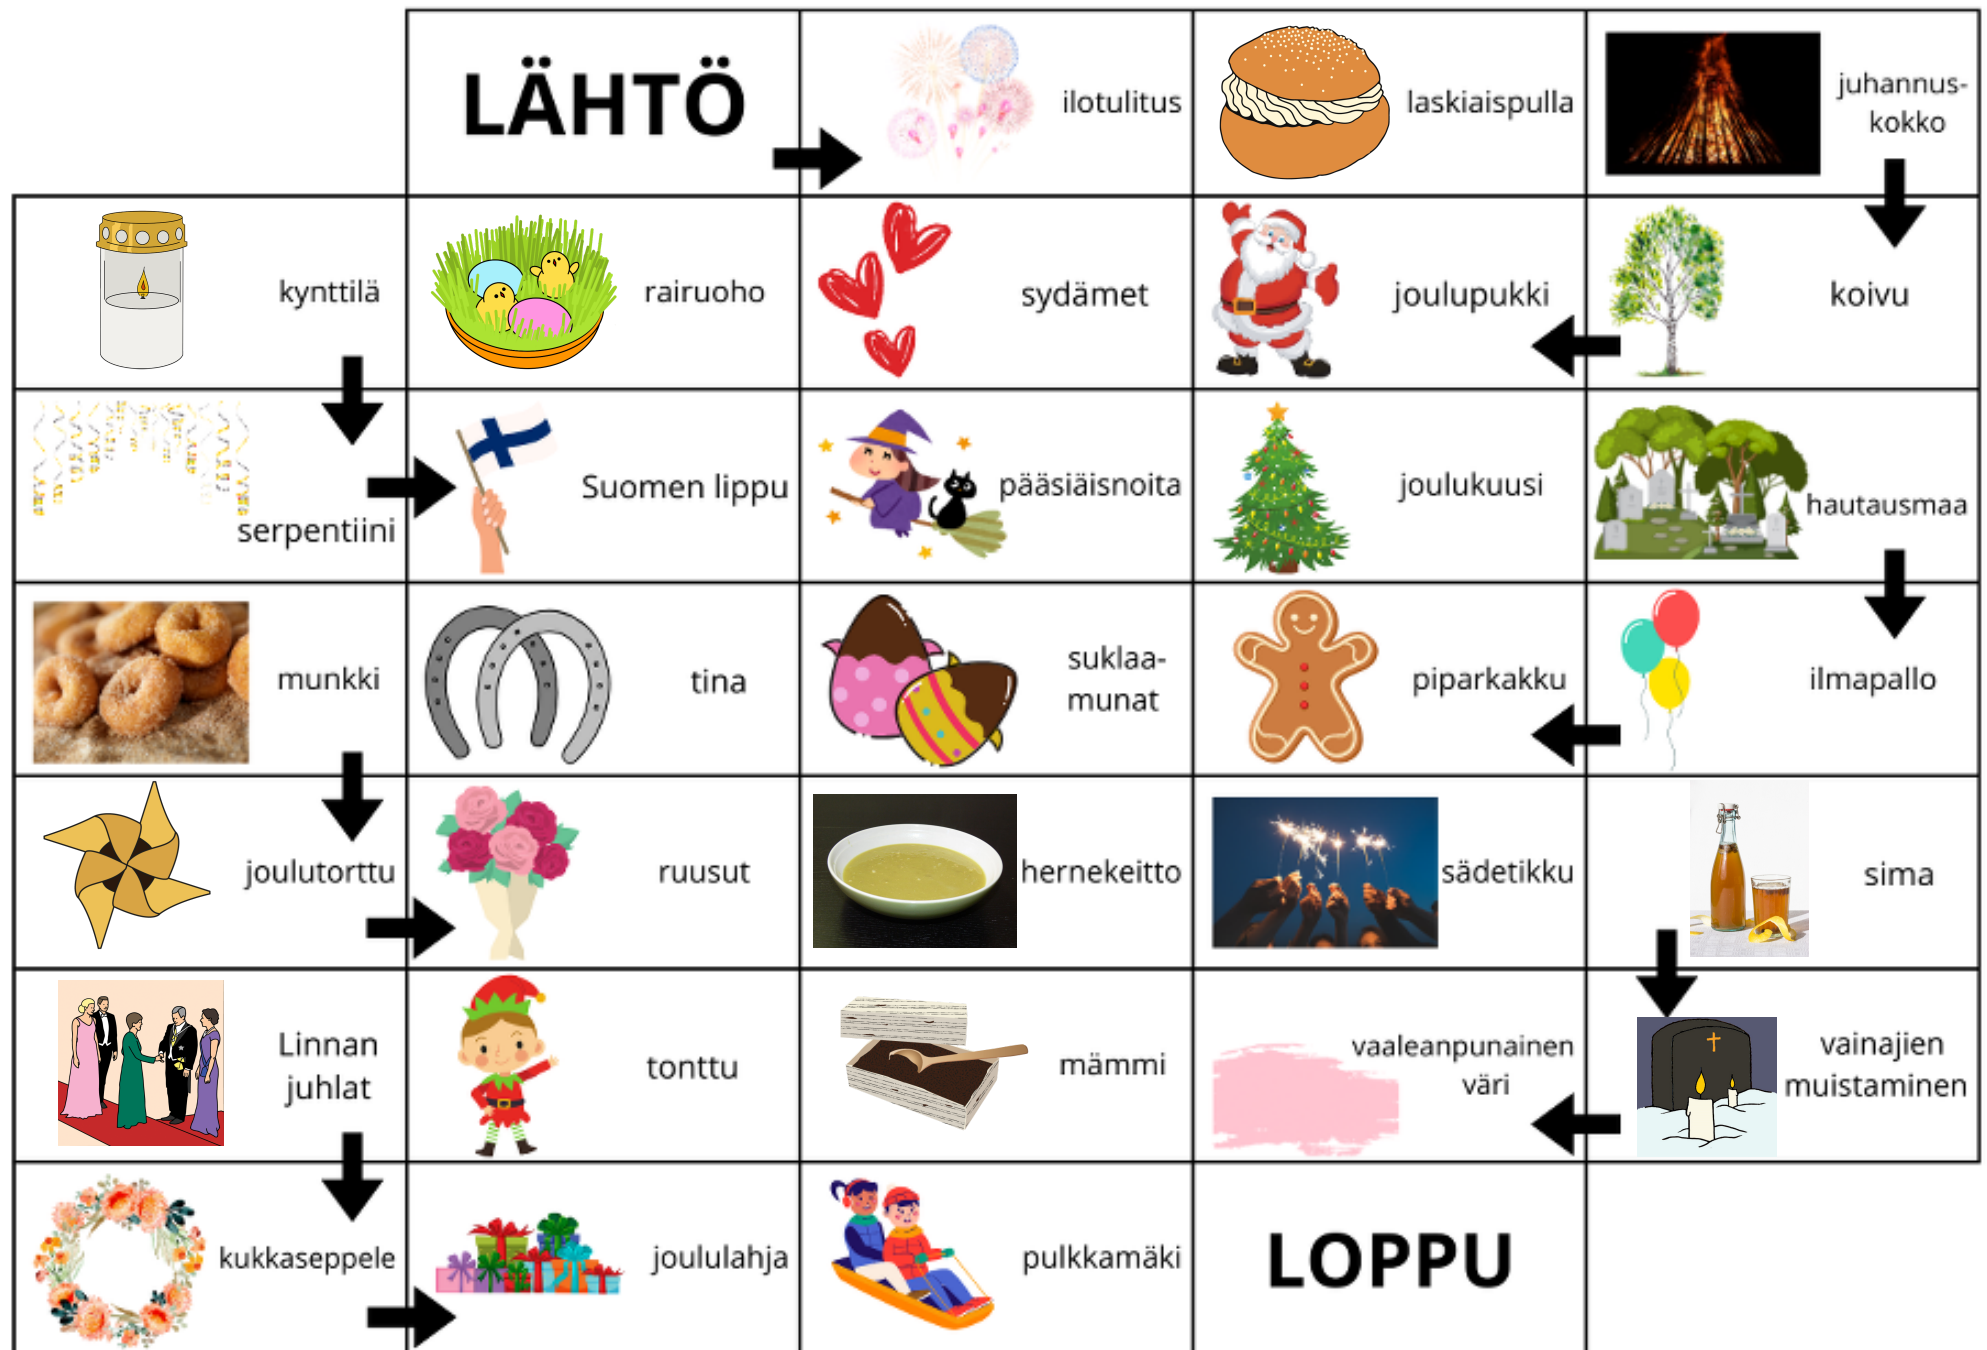 LÄHTÖ
ilotulitus
laskiaispulla
juhannus-
kokko
kynttilä
rairuoho
sydämet
joulupukki
koivu
serpentiini
Suomen lippu
pääsiäisnoita
joulukuusi
hautausmaa
munkki
tina
suklaa-
munat
piparkakku
ilmapallo
joulutorttu
ruusut
hernekeitto
sädetikku
sima
Linnan
juhlat
tonttu
mämmi
vaaleanpunainen
väri
vainajien
muistaminen
kukkaseppele
joululahja
pulkkamäki
LOPPU